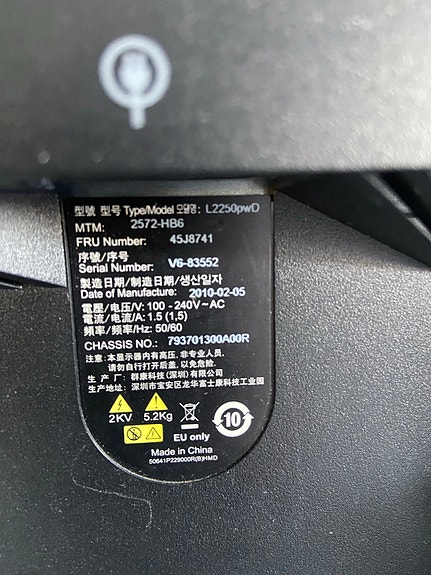 型號 型号 Type/Model 모델명: L2250pwD
MTM: 2572-HB6
FRU Number: 45J8741
序號/序号
Serial Number: V6-83552
製造日期/制造日期/생산일자
Date of Manufacture: 2010-02-05
電壓/电压/V: 100 -240V~AC
電流/电流/A: 1.5 (1,5)
頻率/频率/Hz: 50/60
CHASSIS NO.: 793701300A00R
注意: 本显示器内有高压, 非专业人员,
请勿自行打开后盖, 以免危险.
生 产 厂: 群康科技(深圳)有限公司
生产地址: 深圳市宝安区龙华富士康科技工业园
2KV 5.2Kg 10
EU only
Made in China
50641P229000R(B)HMD